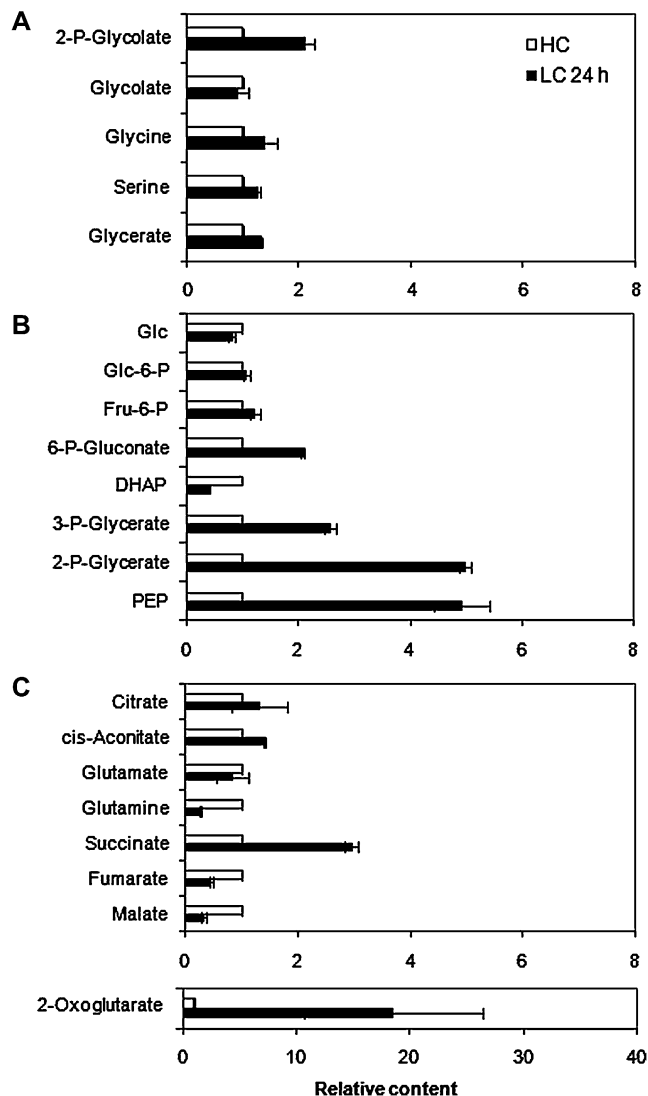 A
2-P-Glycolate
HC
LC 24 h
Glycolate
Glycine
Serine
Glycerate
0 2 4 6 8
B
Glc
Glc-6-P
Fru-6-P
6-P-Gluconate
DHAP
3-P-Glycerate
2-P-Glycerate
PEP
0 2 4 6 8
C
Citrate
cis-Aconitate
Glutamate
Glutamine
Succinate
Fumarate
Malate
0 2 4 6 8
2-Oxoglutarate
0 10 20 30 40
Relative content